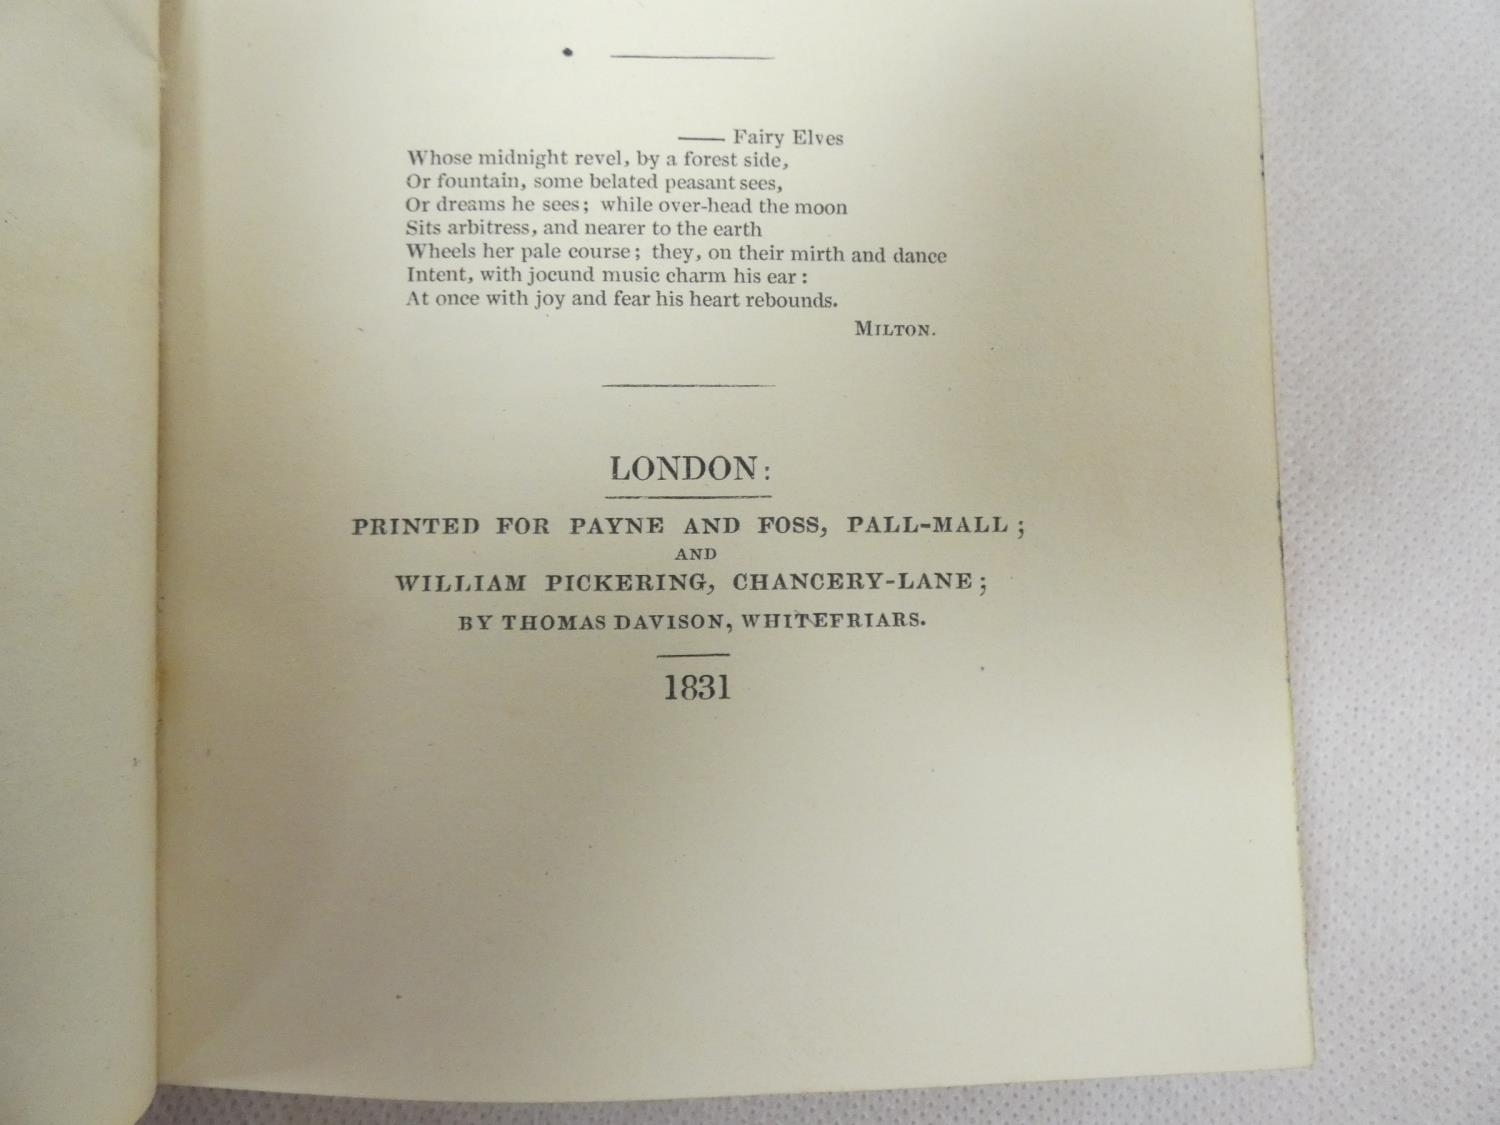 —— Fairy Elves
Whose midnight revel, by a forest side,
Or fountain, some belated peasant sees,
Or dreams he sees; while over-head the moon
Sits arbitress, and nearer to the earth
Wheels her pale course; they, on their mirth and dance
Intent, with jocund music charm his ear:
At once with joy and fear his heart rebounds.
MILTON.
LONDON:
PRINTED FOR PAYNE AND FOSS, PALL-MALL;
AND
WILLIAM PICKERING, CHANCERY-LANE;
BY THOMAS DAVISON, WHITEFRIARS.
1831